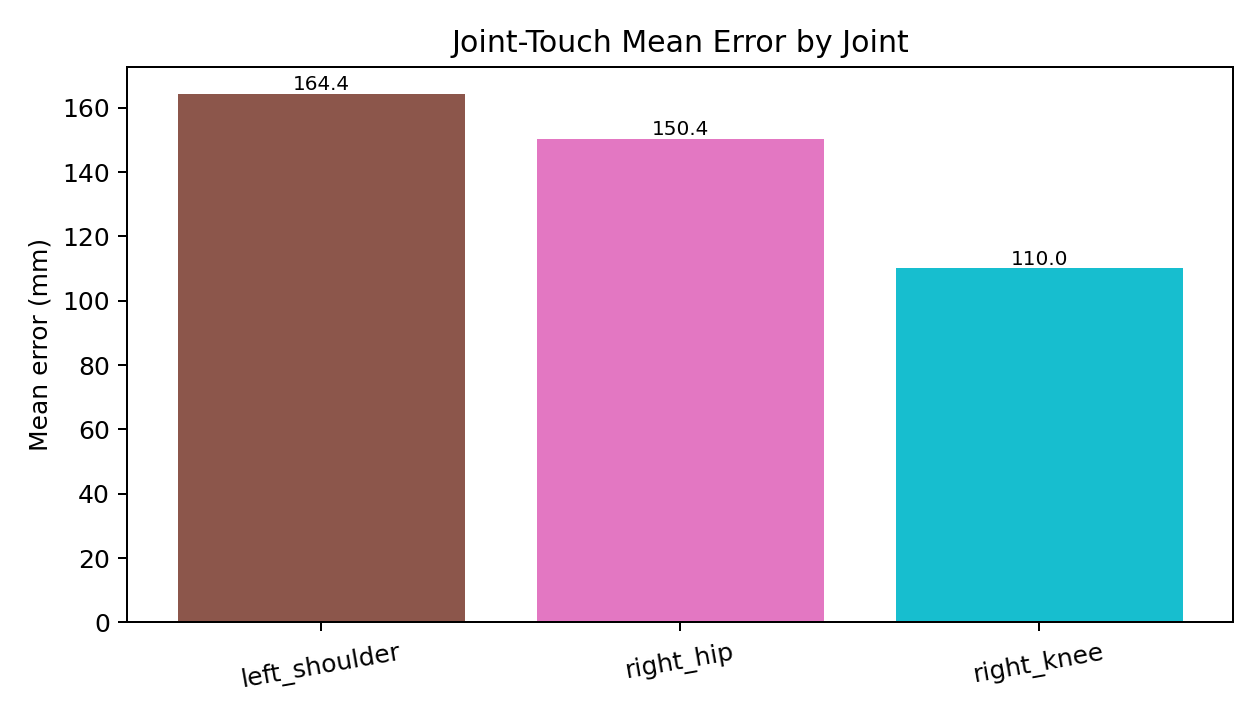 Joint-Touch Mean Error by Joint
164.4
150.4
110.0
Mean error (mm)
160
140
120
100
80
60
40
20
0
left_shoulder
right_hip
right_knee